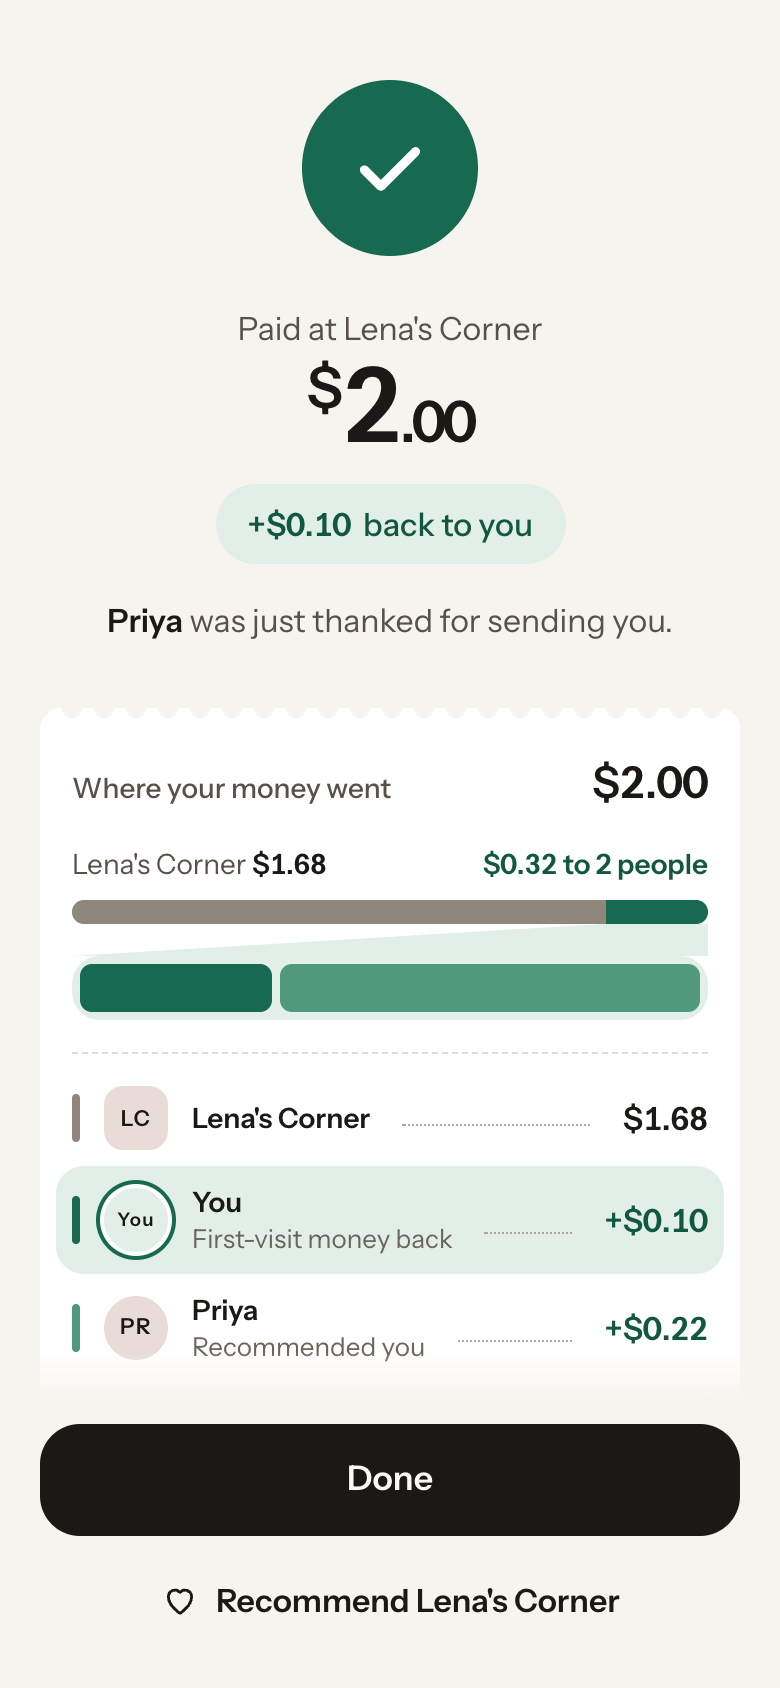 Paid at Lena's Corner
$2.00
+$0.10 back to you
Priya was just thanked for sending you.
Where your money went $2.00
Lena's Corner $1.68 $0.32 to 2 people
LC Lena's Corner $1.68
You You +$0.10
First-visit money back
PR Priya +$0.22
Recommended you
Done
Recommend Lena's Corner